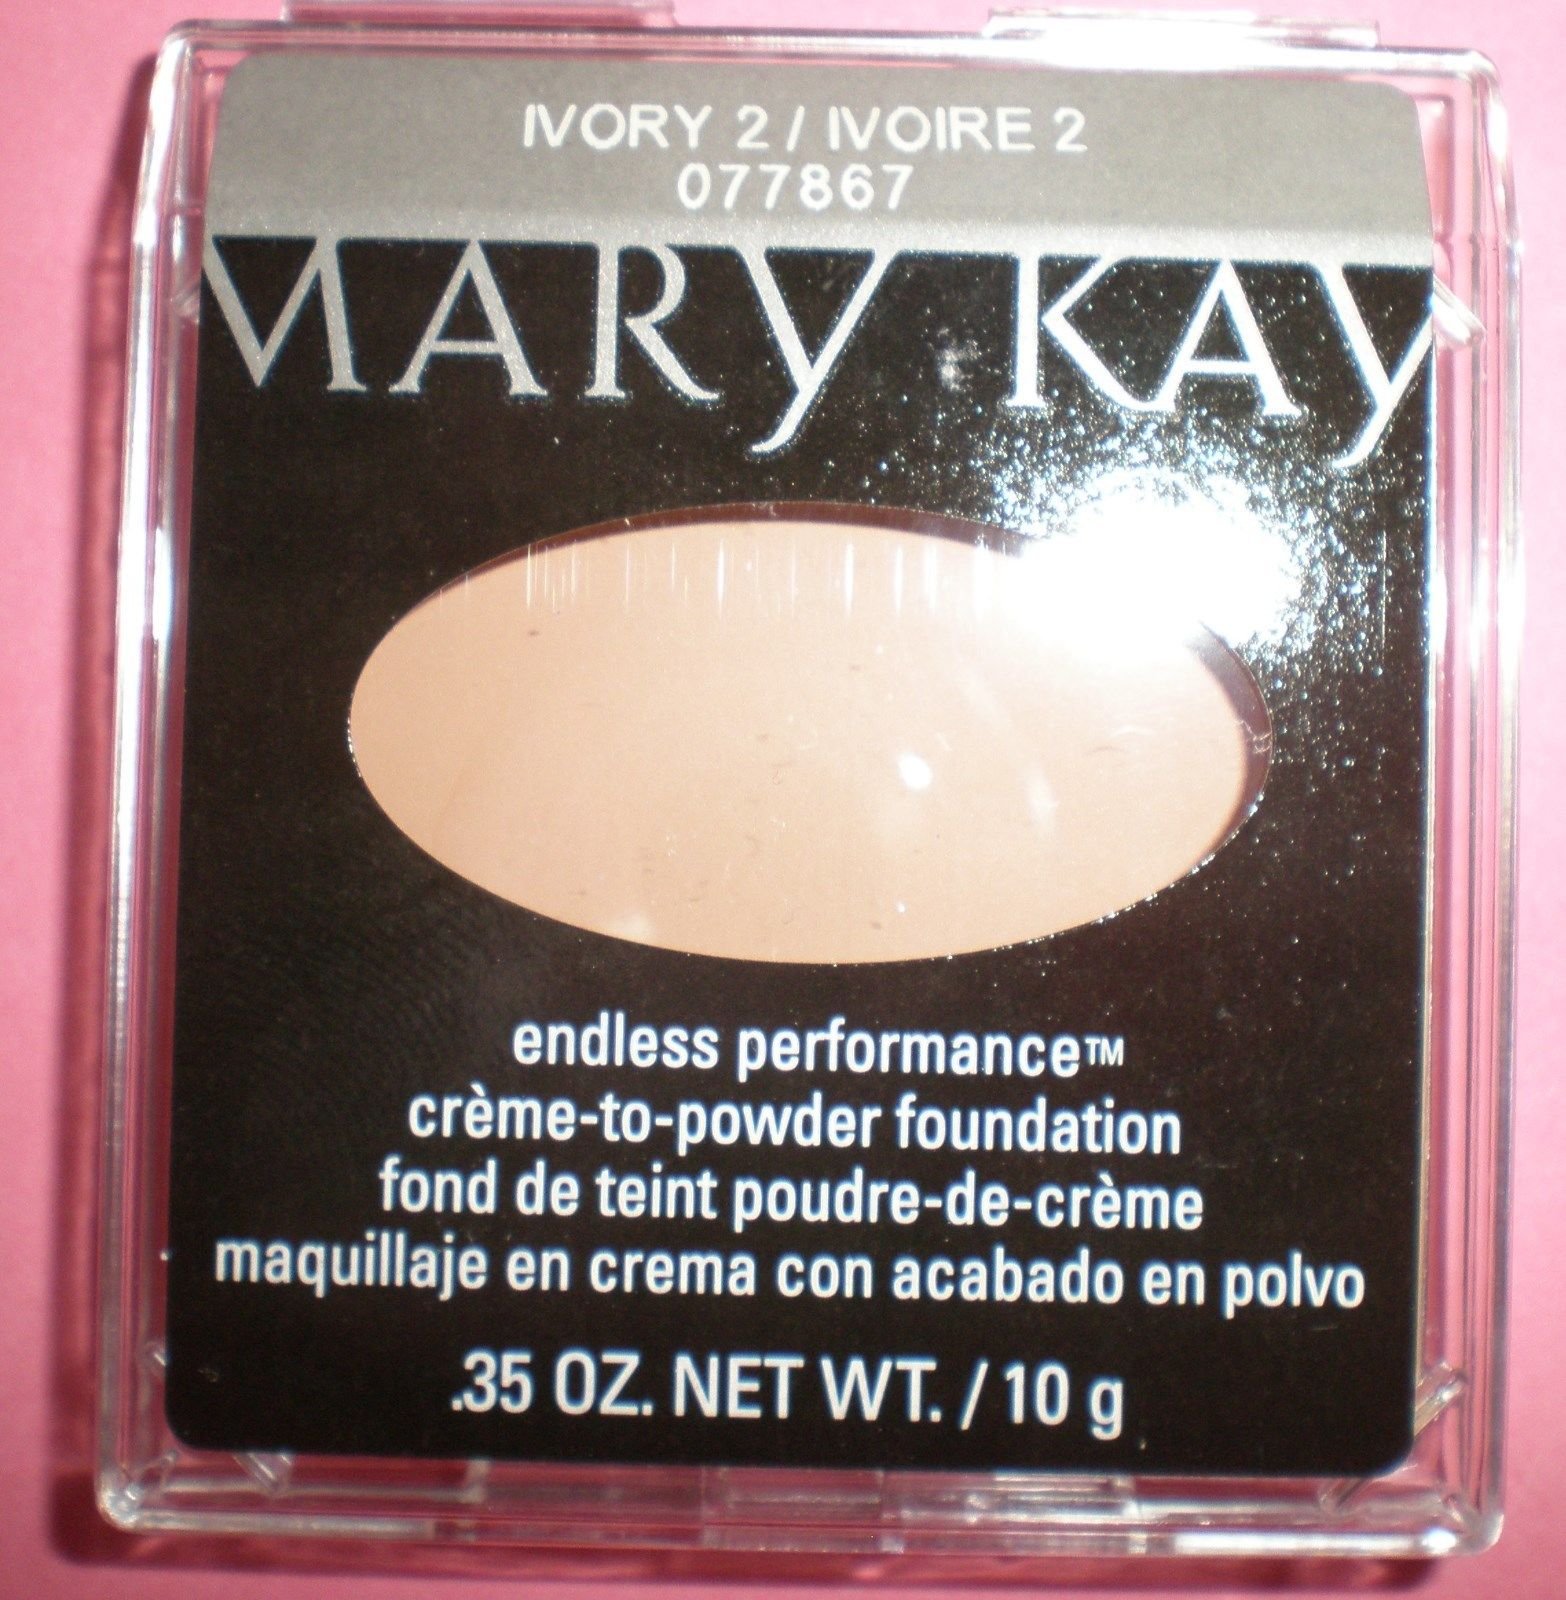 IVORY 2 / IVOIRE 2
077867
MARY KAY
endless performance™
crème-to-powder foundation
fond de teint poudre-de-crème
maquillaje en crema con acabado en polvo
.35 OZ. NET WT. / 10 g